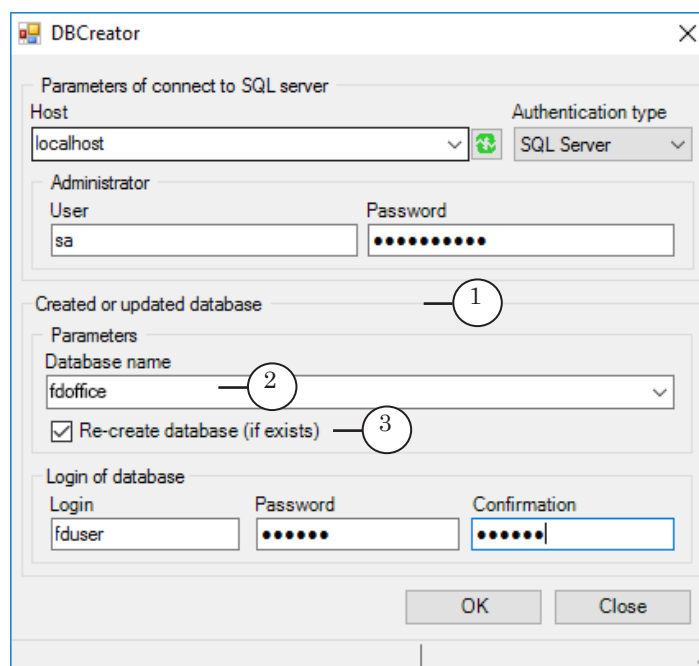 DBCreator
Parameters of connect to SQL server
Host
Authentication type
localhost
SQL Server
Administrator
User
Password
sa
●●●●●●●●●●
Created or updated database
1
Parameters
Database name
fdoffice
2
Re-create database (if exists)
3
Login of database
Login
Password
Confirmation
fduser
●●●●●●
●●●●●●
OK
Close